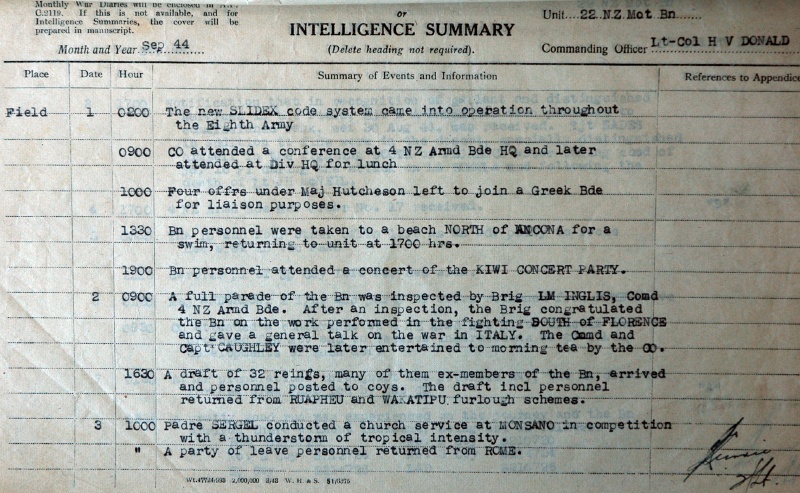 Monthly War Diaries will be enclosed in A.F.
C.2119. If this is not available, and for
Intelligence Summaries, the cover will be
prepared in manuscript.
Month and Year Sep 44
or
INTELLIGENCE SUMMARY
(Delete heading not required).
Unit 22 N.Z.Mot Bn
Commanding Officer Lt-Col H V DONALD
Place Date Hour Summary of Events and Information References to Appendice
Field 1 0200 The new SLIDEX code system came into operation throughout
the Eighth Army
0900 CO attended a conference at 4 NZ Armd Bde HQ and later
attended at Div HQ for lunch
1000 Four offrs under Maj Hutcheson left to join a Greek Bde
for liaison purposes.
1330 Bn personnel were taken to a beach NORTH of ANCONA for a
swim, returning to unit at 1700 hrs.
1900 Bn personnel attended a concert of the KIWI CONCERT PARTY.
2 0900 A full parade of the Bn was inspected by Brig LM INGLIS, Comd
4 NZ Armd Bde. After an inspection, the Brig congratulated
the Bn on the work performed in the fighting SOUTH of FLORENCE
and gave a general talk on the war in ITALY. The Comd and
Capt CAUGHLEY were later entertained to morning tea by the CO.
1630 A draft of 32 reinfs, many of them ex-members of the Bn, arrived
and personnel posted to coys. The draft incl personnel
returned from RUAPHEU and WAKATIPU furlough schemes.
3 1000 Padre SERGEL conducted a church service at MONSANO in competition
with a thunderstorm of tropical intensity.
" A party of leave personnel returned from ROME.
2,000,000 W. H. & S. 51/6375